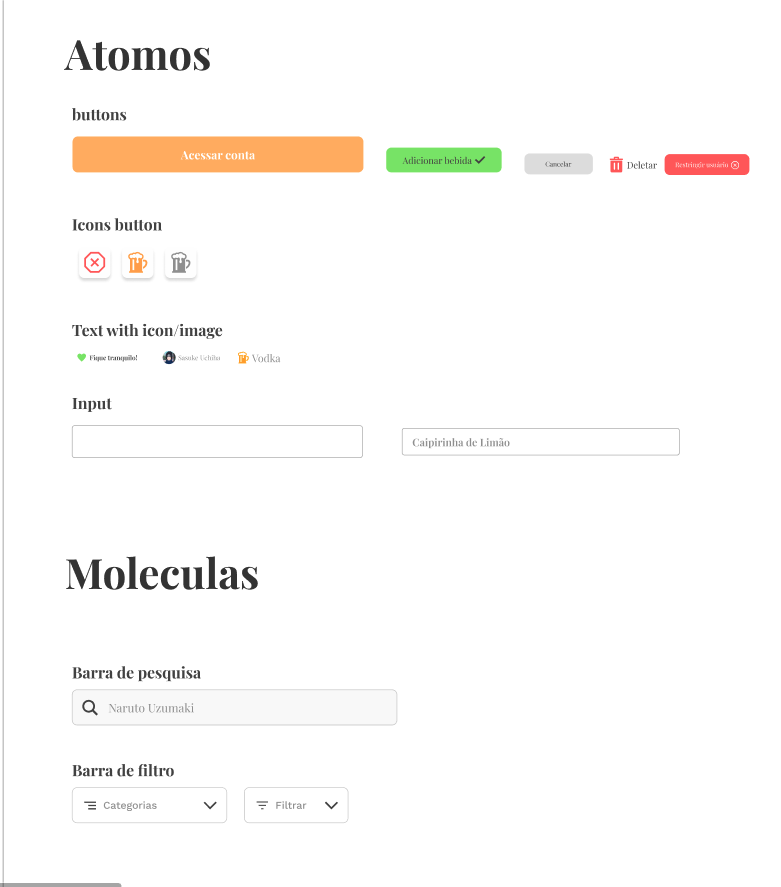 Atomos
buttons
Acessar conta
Adicionar bebida
Cancelar
Deletar
Restringir usuário
Icons button
Text with icon/image
Fique tranquilo!
Sasuke Uchiha
Vodka
Input
Caipirinha de Limão
Moleculas
Barra de pesquisa
Naruto Uzumaki
Barra de filtro
Categorias
Filtrar